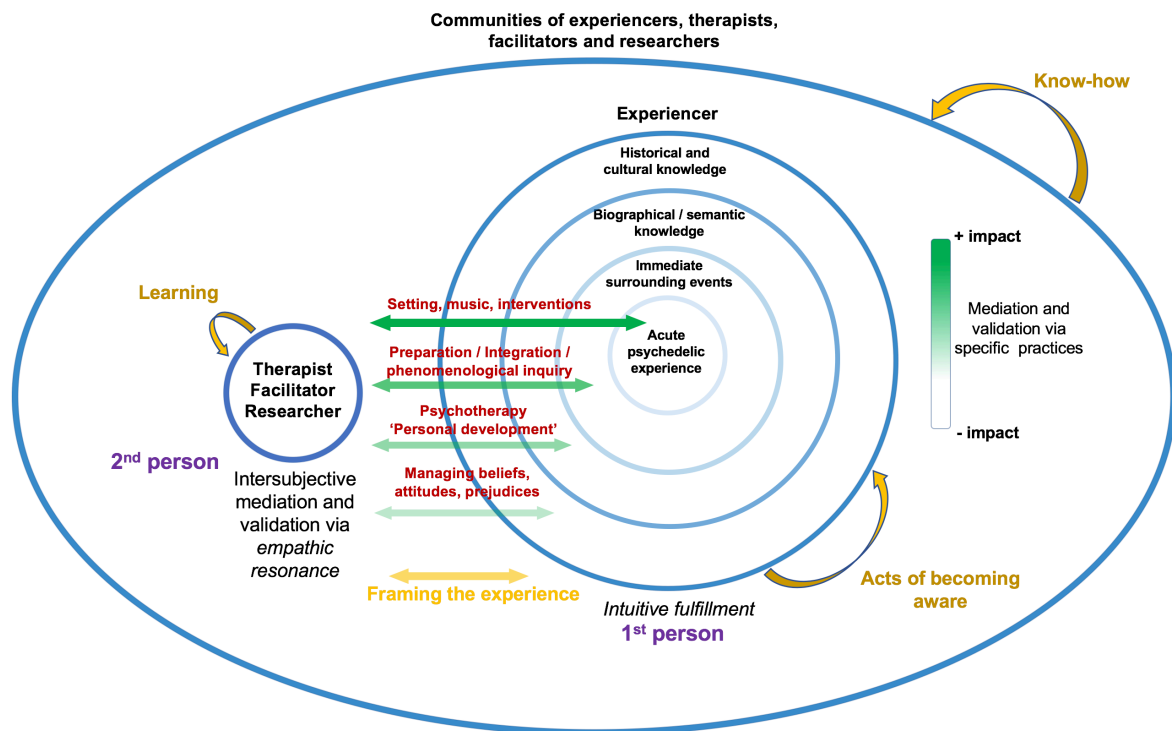 Communities of experiencers, therapists,
facilitators and researchers
Know-how
Experiencer
Historical and
cultural knowledge
Biographical / semantic
knowledge
+ impact
Immediate
surrounding events
Learning
Setting, music, interventions
Mediation and
validation via
specific practices
Acute
psychedelic
experience
Preparation / Integration /
phenomenological inquiry
Therapist
Facilitator
Researcher
Psychotherapy
‘Personal development’
- impact
2nd person
Managing beliefs,
attitudes, prejudices
Intersubjective
mediation and
validation via
empathic
resonance
Framing the experience
Acts of becoming
aware
Intuitive fulfillment
1st person